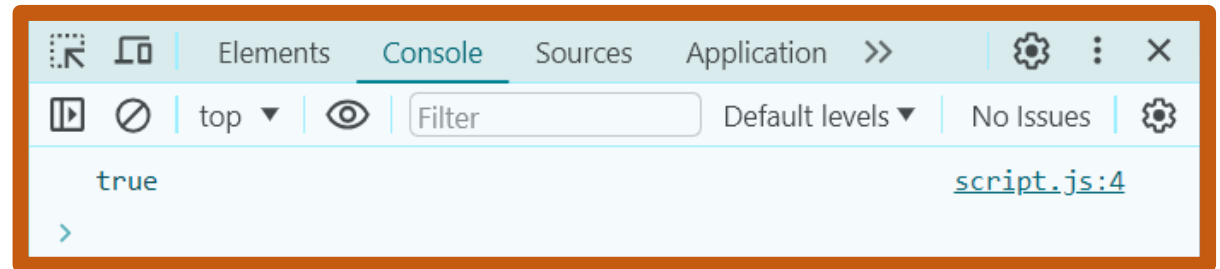 Elements Console Sources Application
top Filter Default levels No Issues
true script.js:4